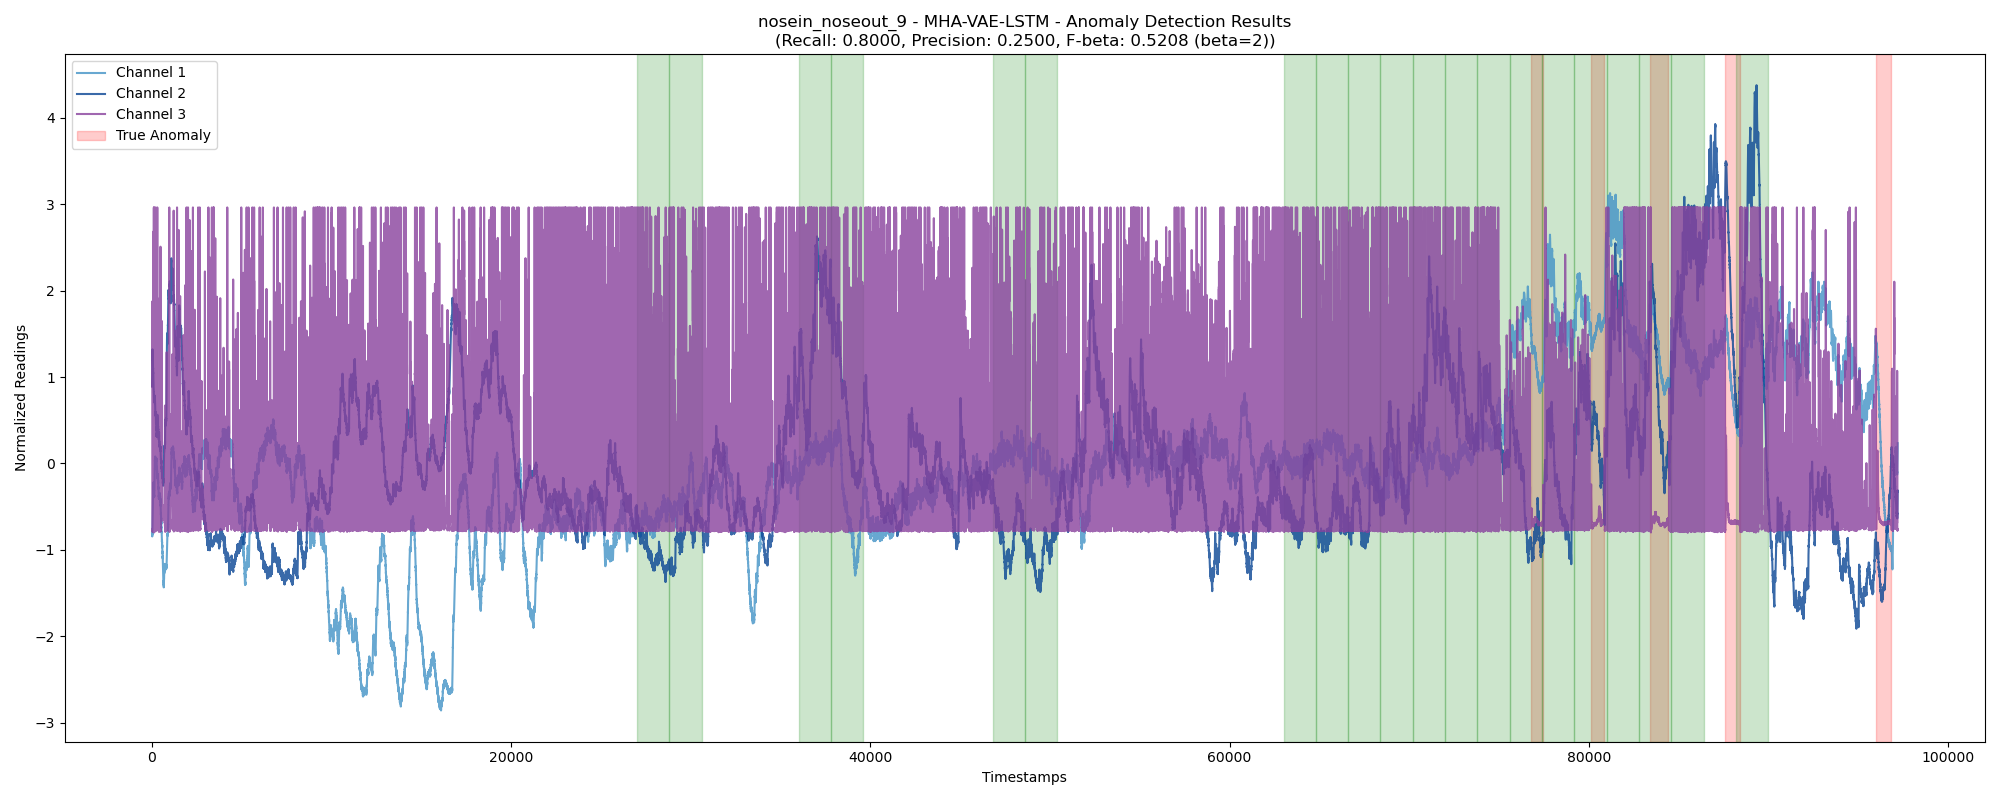 nosein_noseout_9 - MHA-VAE-LSTM - Anomaly Detection Results
(Recall: 0.8000, Precision: 0.2500, F-beta: 0.5208 (beta=2))
Channel 1
Channel 2
Channel 3
True Anomaly
Normalized Readings
4
3
2
1
0
−1
−2
−3
0
20000
40000
60000
80000
100000
Timestamps